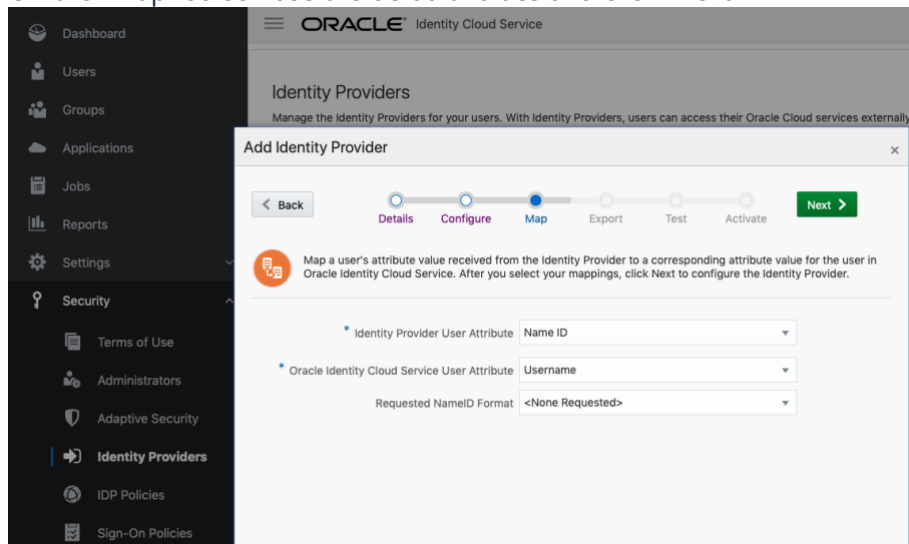 Dashboard
Users
Groups
Applications
Jobs
Reports
Settings
Security
Terms of Use
Administrators
Adaptive Security
Identity Providers
IDP Policies
Sign-On Policies
ORACLE® Identity Cloud Service
Identity Providers
Manage the Identity Providers for your users. With Identity Providers, users can access their Oracle Cloud services externally
Add Identity Provider
×
< Back
Details Configure Map Export Test Activate
Next >
Map a user's attribute value received from the Identity Provider to a corresponding attribute value for the user in
Oracle Identity Cloud Service. After you select your mappings, click Next to configure the Identity Provider.
* Identity Provider User Attribute Name ID
* Oracle Identity Cloud Service User Attribute Username
Requested NameID Format <None Requested>